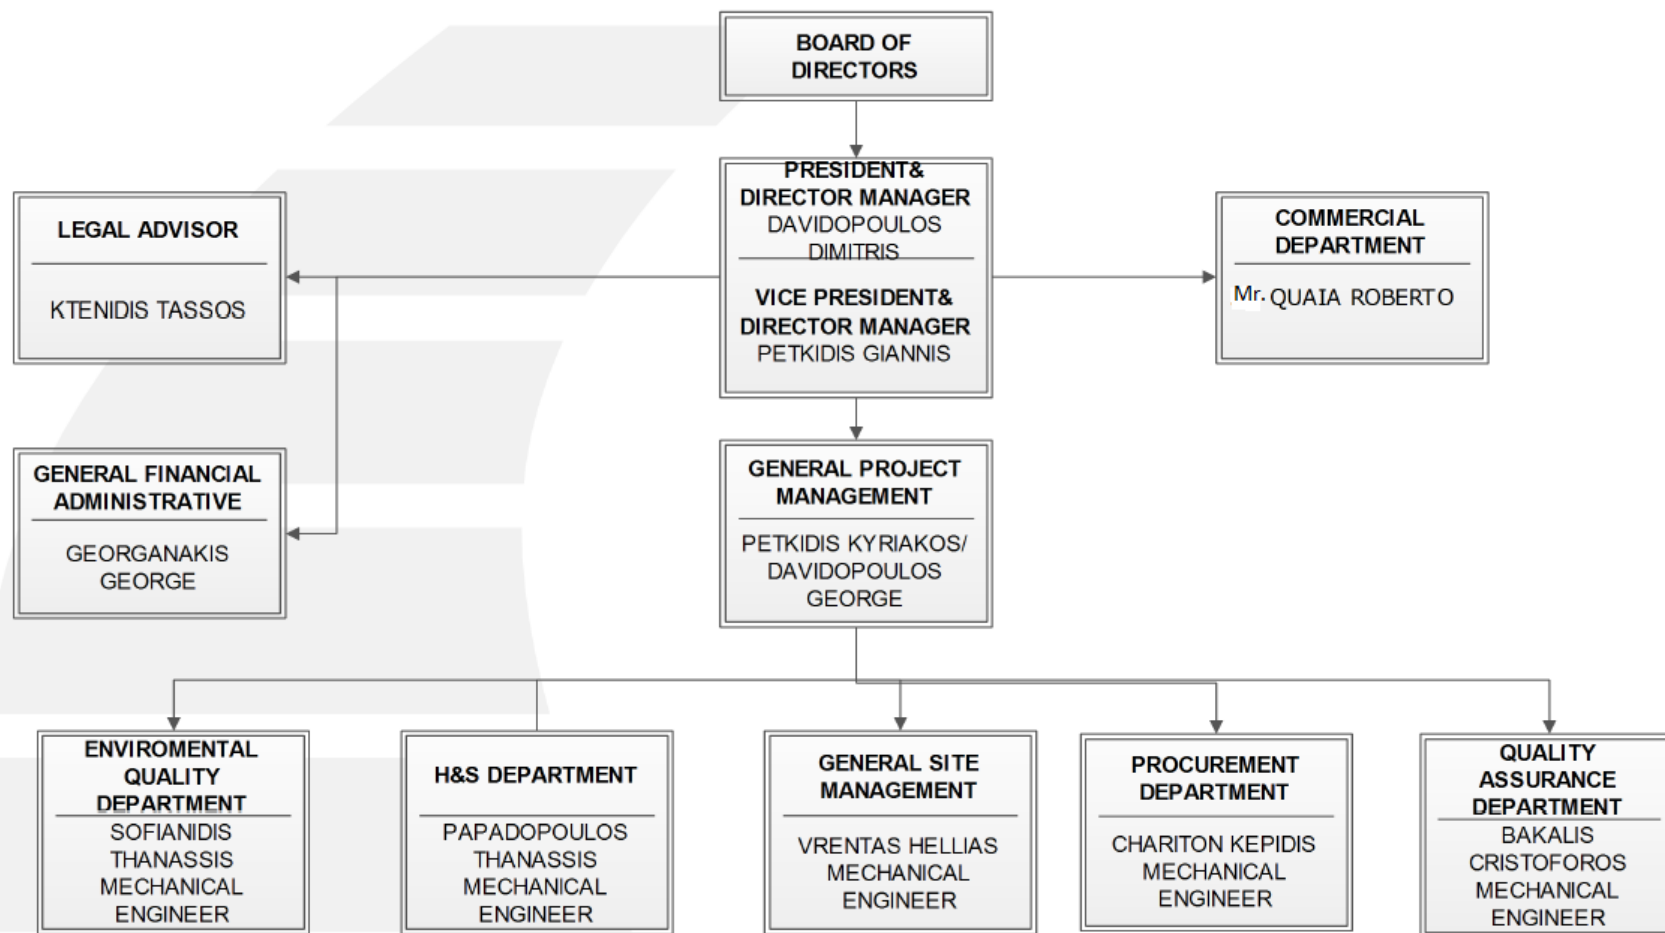 BOARD OF
DIRECTORS
PRESIDENT&
DIRECTOR MANAGER
DAVIDOPOULOS
DIMITRIS
VICE PRESIDENT&
DIRECTOR MANAGER
PETKIDIS GIANNIS
LEGAL ADVISOR
KTENIDIS TASSOS
COMMERCIAL
DEPARTMENT
Mr. QUAIA ROBERTO
GENERAL FINANCIAL
ADMINISTRATIVE
GEORGANAKIS
GEORGE
GENERAL PROJECT
MANAGEMENT
PETKIDIS KYRIAKOS/
DAVIDOPOULOS
GEORGE
ENVIROMENTAL
QUALITY
DEPARTMENT
SOFIANIDIS
THANASSIS
MECHANICAL
ENGINEER
H&S DEPARTMENT
PAPADOPOULOS
THANASSIS
MECHANICAL
ENGINEER
GENERAL SITE
MANAGEMENT
VRENTAS HELLIAS
MECHANICAL
ENGINEER
PROCUREMENT
DEPARTMENT
CHARITON KEPIDIS
MECHANICAL
ENGINEER
QUALITY
ASSURANCE
DEPARTMENT
BAKALIS
CRISTOFOROS
MECHANICAL
ENGINEER